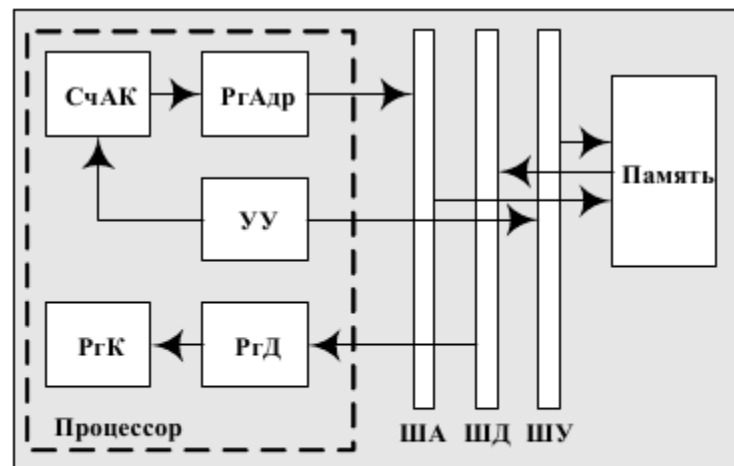 СчАК
РгАдр
Память
УУ
РгК
РгД
Процессор
ША
ШД
ШУ